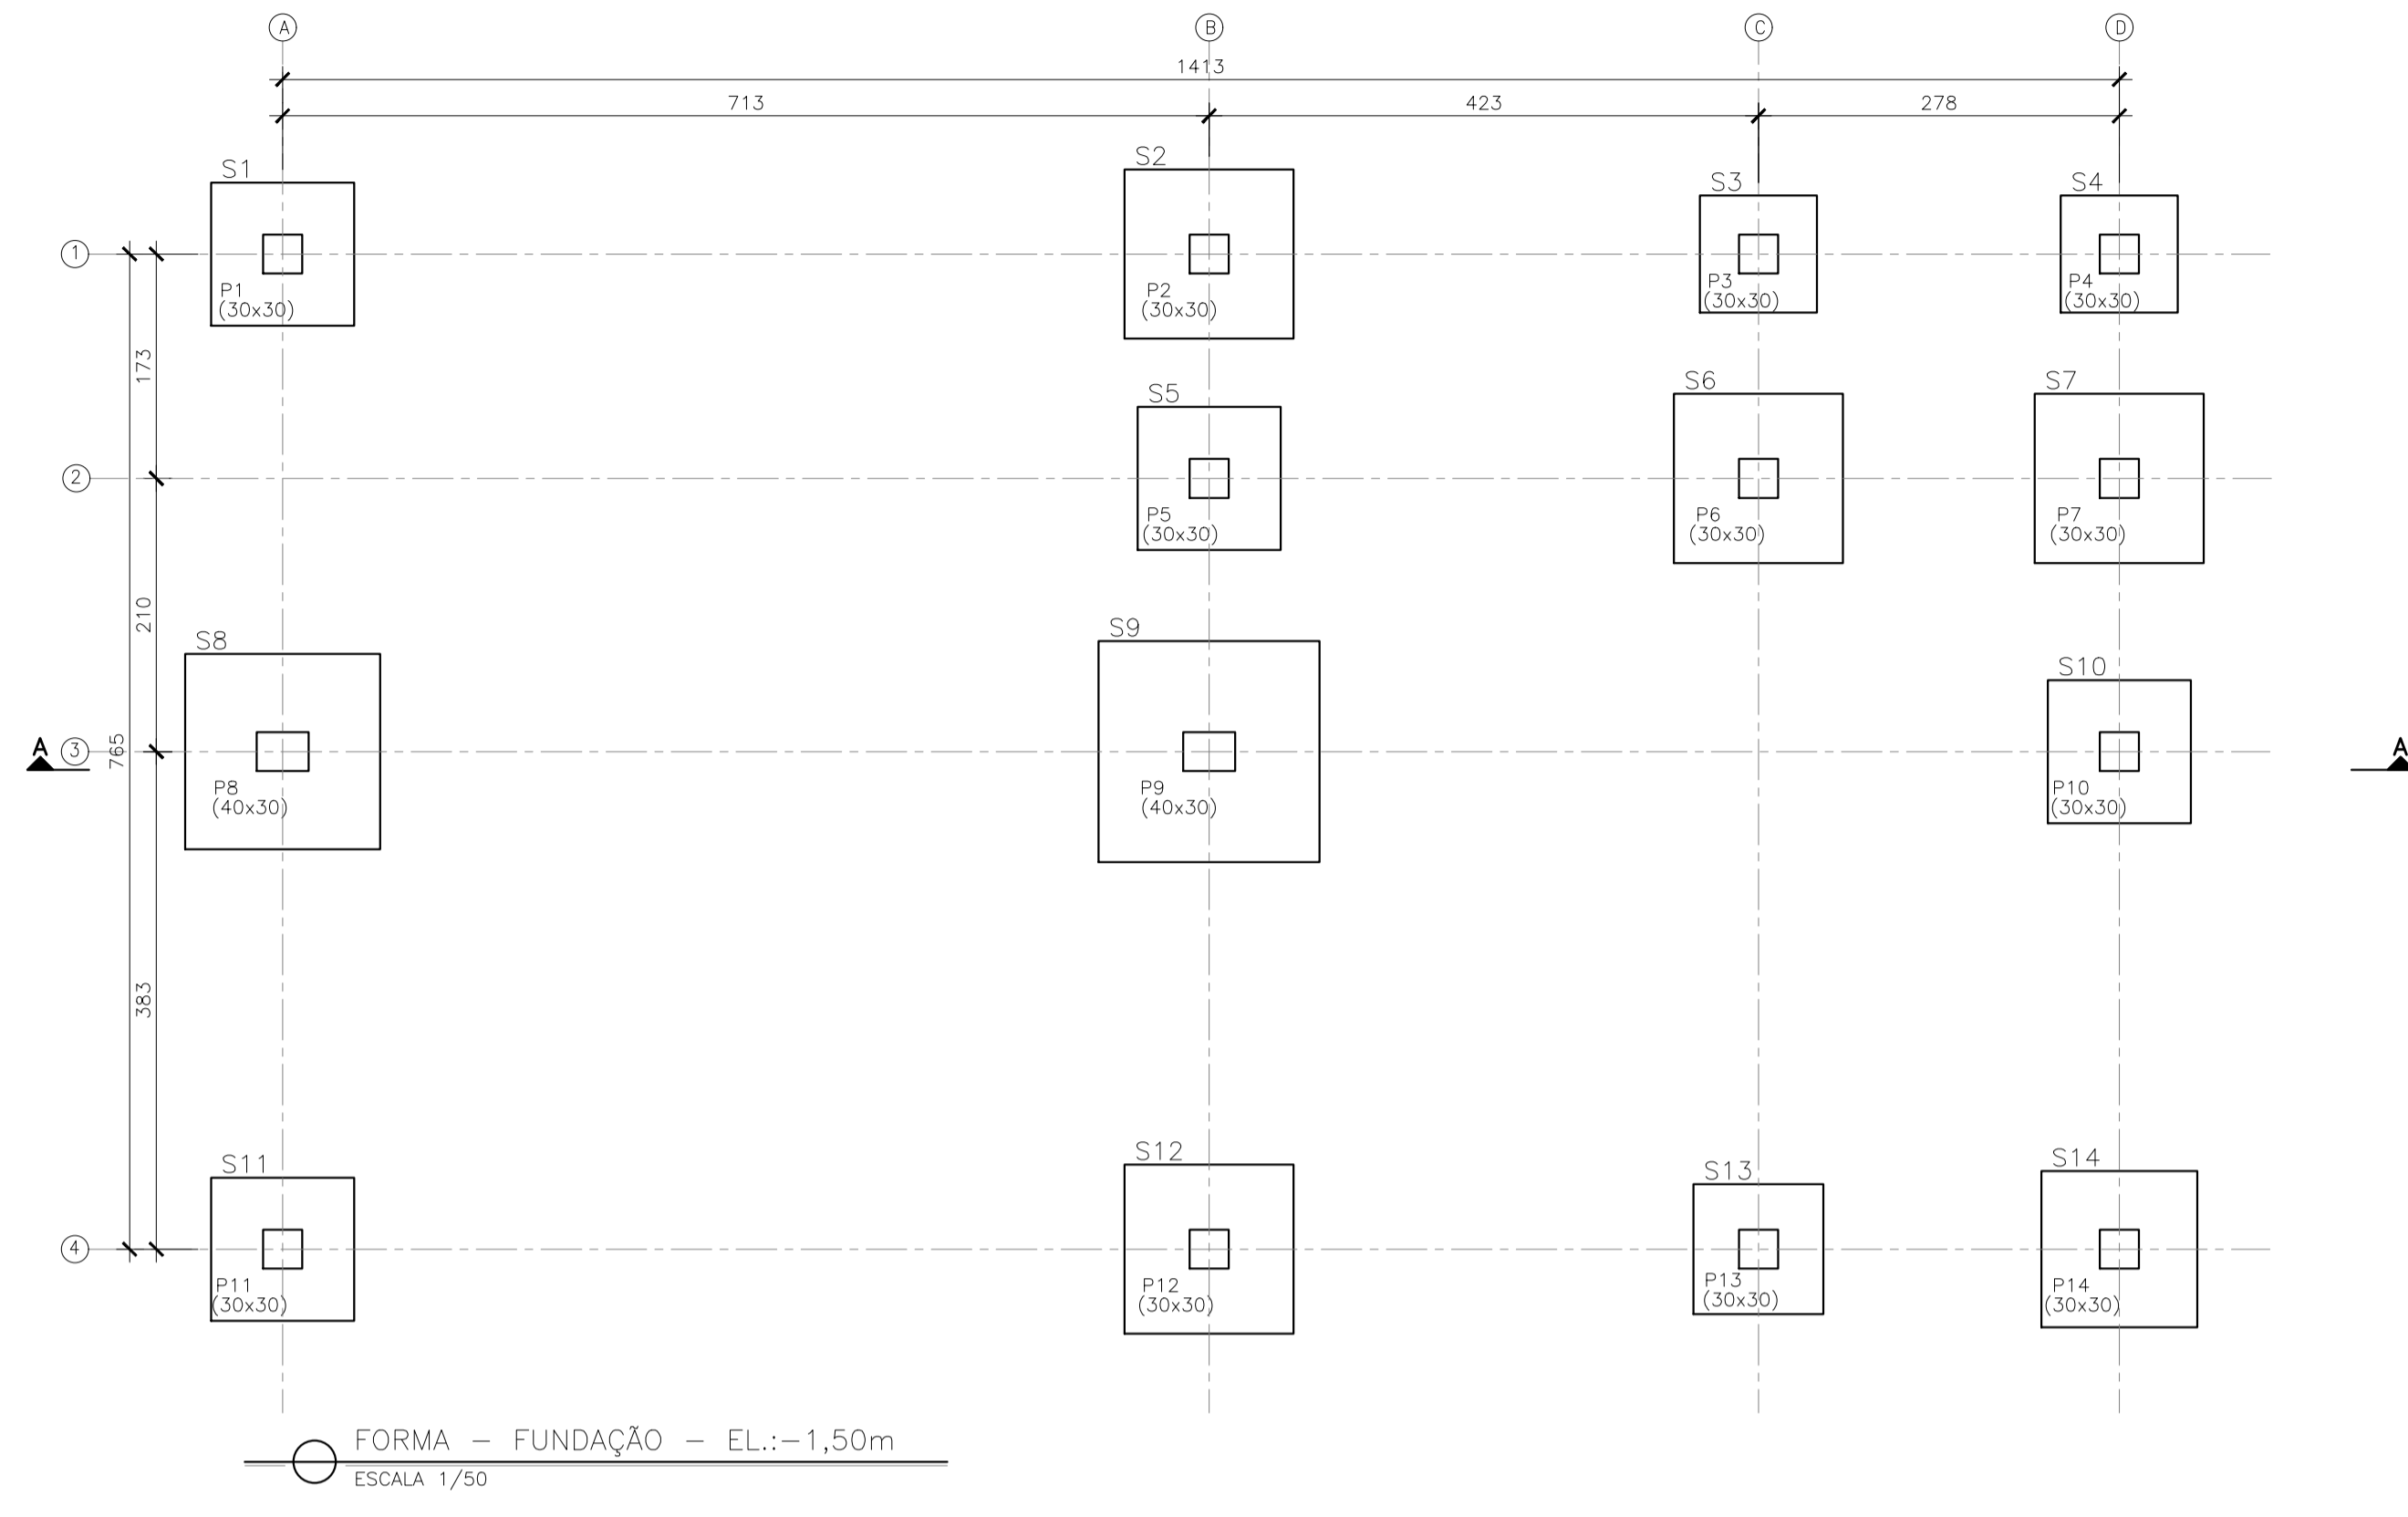 A
B
C
D
1413
713
423
278
S1
S2
S3
S4
1
P1
(30x30)
P2
(30x30)
P3
(30x30)
P4
(30x30)
173
S5
S6
S7
2
P5
(30x30)
P6
(30x30)
P7
(30x30)
210
S8
S9
S10
A
3
765
A
P8
(40x30)
P9
(40x30)
P10
(30x30)
383
S11
S12
S13
S14
4
P11
(30x30)
P12
(30x30)
P13
(30x30)
P14
(30x30)
FORMA - FUNDAÇÃO - EL.:-1,50m
ESCALA 1/50